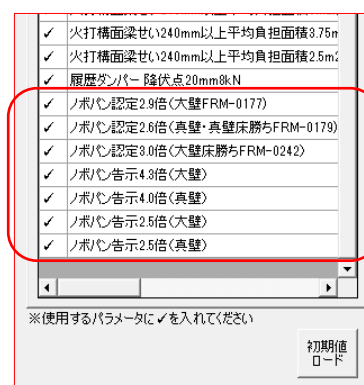 ✓ 火打構面梁せい240mm以上平均負担面積3.75m
✓ 火打構面梁せい240mm以上平均負担面積2.5m2
✓ 履歴ダンパー 降伏点20mm8kN
✓ ノボパン認定2.9倍(大壁FRM-0177)
✓ ノボパン認定2.6倍(真壁・真壁床勝ちFRM-0179)
✓ ノボパン認定3.0倍(大壁床勝ちFRM-0242)
✓ ノボパン告示4.3倍(大壁)
✓ ノボパン告示4.0倍(真壁)
✓ ノボパン告示2.5倍(大壁)
✓ ノボパン告示2.5倍(真壁)
※使用するパラメータに✓を入れてください
初期値
ロード